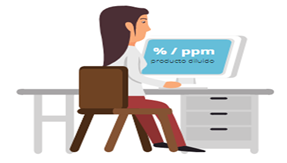 % / ppm
producto diluido